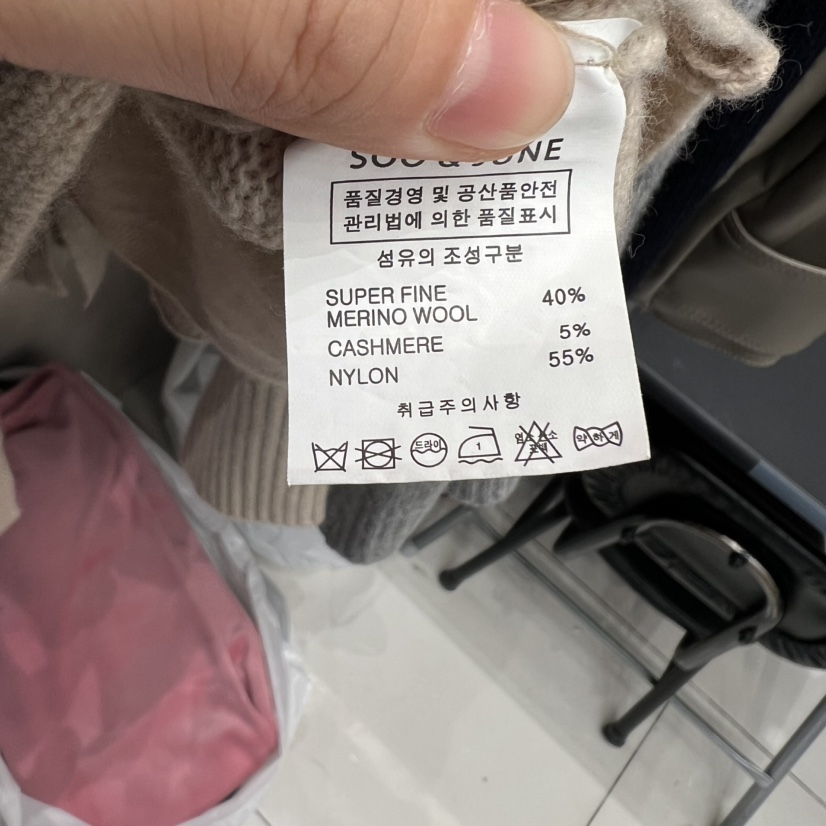 품질경영 및 공산품안전
관리법에 의한 품질표시
섬유의 조성구분
SUPER FINE
MERINO WOOL 40%
CASHMERE 5%
NYLON 55%
취급주의사항
드라이
1
약하게